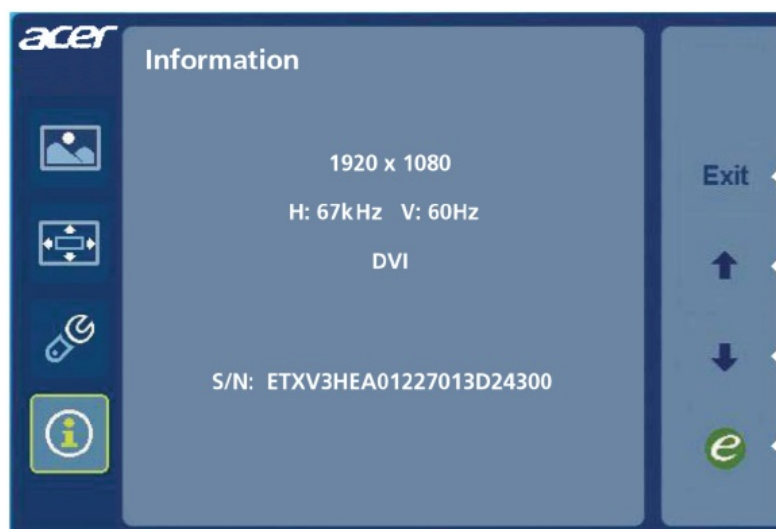 acer
Information
1920 x 1080
H: 67kHz V: 60Hz
DVI
S/N: ETXV3HEA01227013D24300
Exit
e